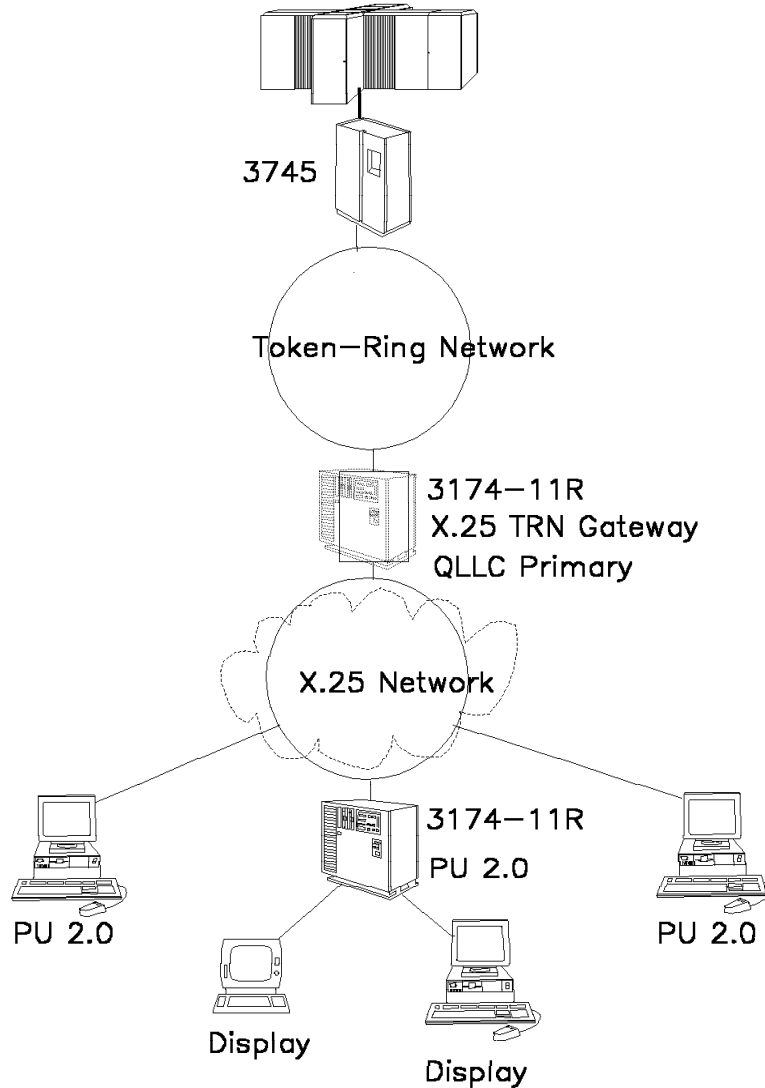 3745
Token-Ring Network
3174-11R
X.25 TRN Gateway
QLLC Primary
X.25 Network
3174-11R
PU 2.0
PU 2.0
PU 2.0
Display
Display